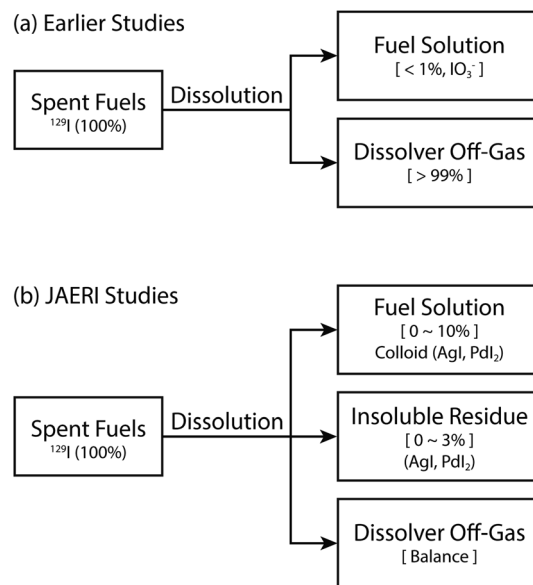 (a) Earlier Studies
Spent Fuels
¹²⁹I (100%)
Dissolution
Fuel Solution
[ < 1%, IO₃⁻ ]
Dissolver Off-Gas
[ > 99% ]
(b) JAERI Studies
Spent Fuels
¹²⁹I (100%)
Dissolution
Fuel Solution
[ 0 ~ 10% ]
Colloid (AgI, PdI₂)
Insoluble Residue
[ 0 ~ 3% ]
(AgI, PdI₂)
Dissolver Off-Gas
[ Balance ]